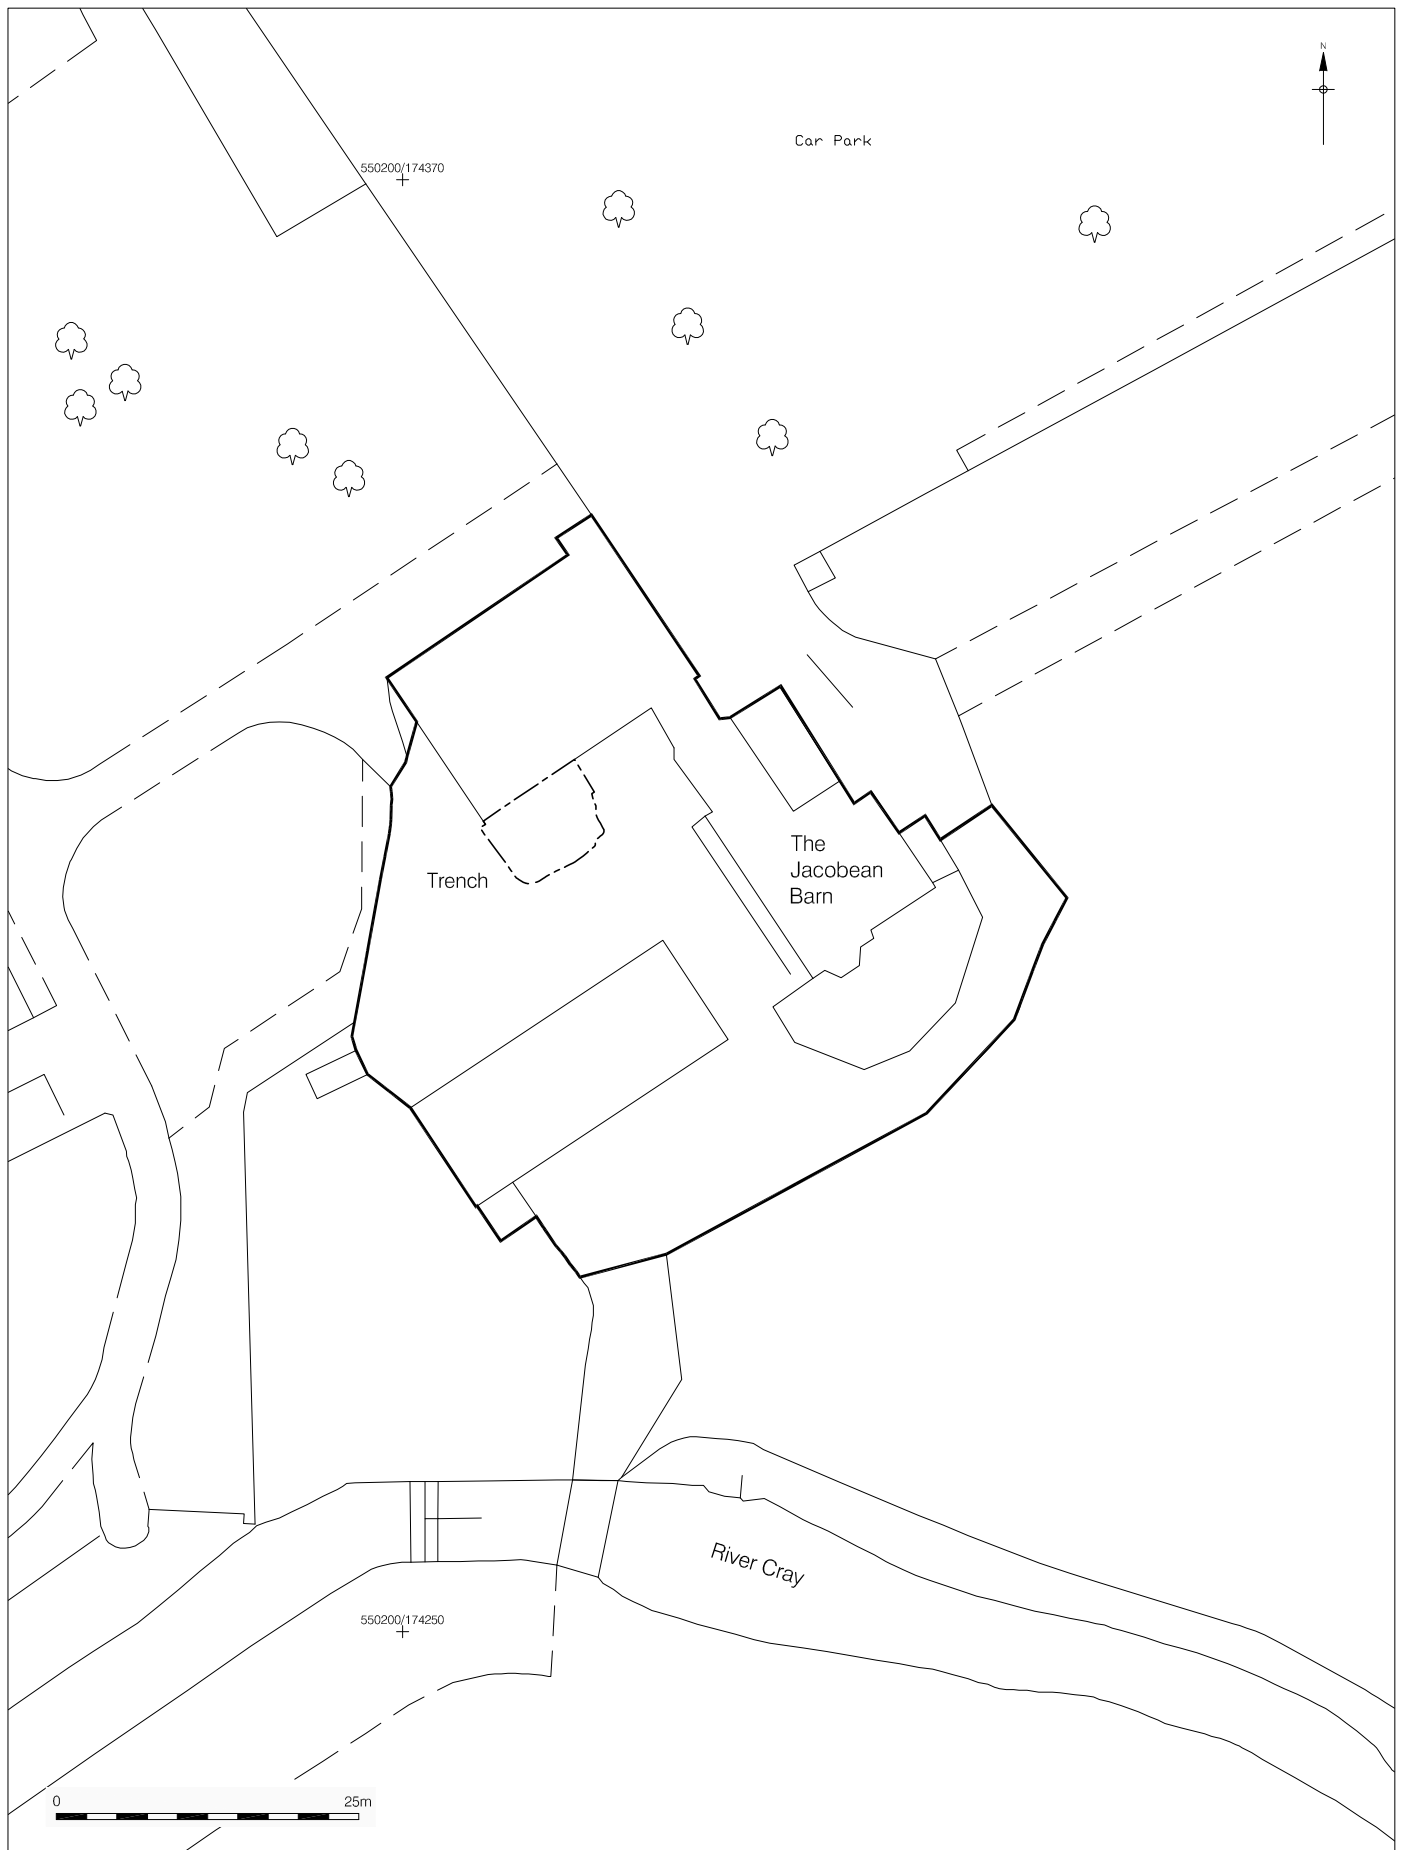 N
Car Park
550200/174370
The
Jacobean
Barn
Trench
River Cray
550200/174250
0 25m